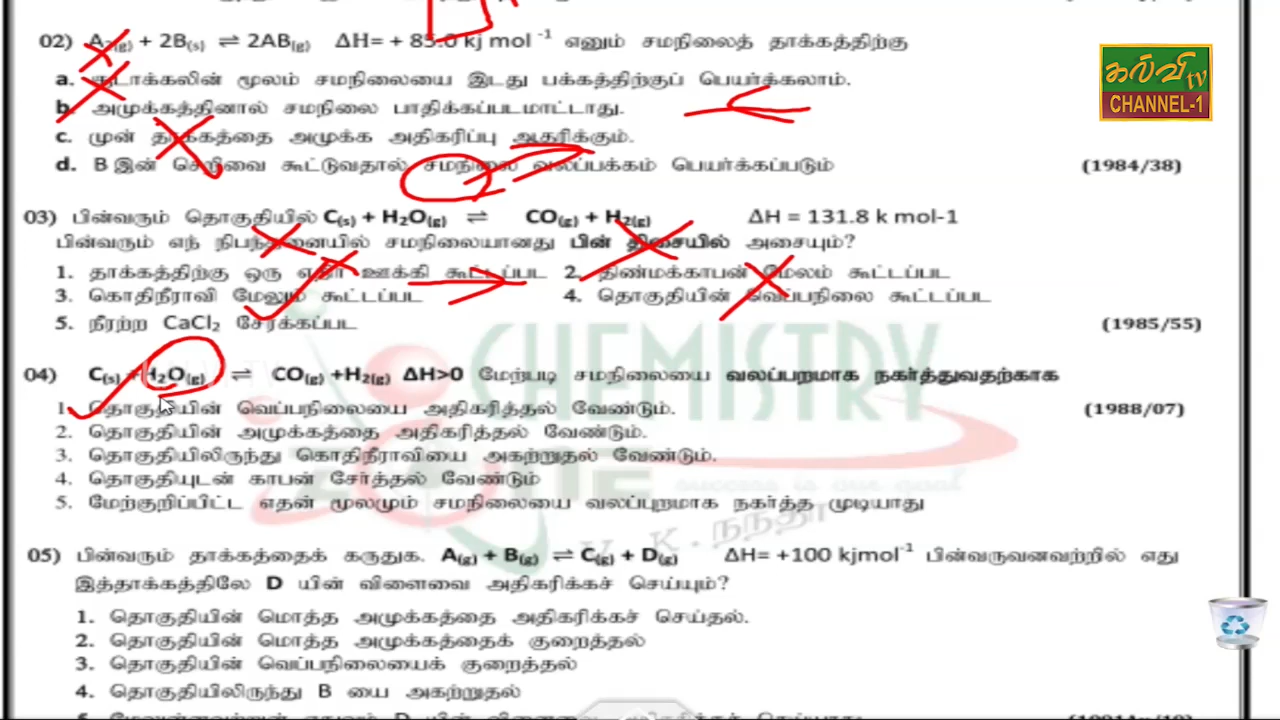 02) A2(g) + 2B(s) ⇌ 2AB(g) ΔH= + 85.0 kj mol -1 எனும் சமநிலைத் தாக்கத்திற்கு
a. சூடாக்கலின் மூலம் சமநிலையை இடது பக்கத்திற்குப் பெயர்க்கலாம்.
b. அமுக்கத்தினால் சமநிலை பாதிக்கப்படமாட்டாது.
c. முன் தாக்கத்தை அமுக்க அதிகரிப்பு ஆதரிக்கும்.
d. B இன் செறிவை கூட்டுவதால் சமநிலை வலப்பக்கம் பெயர்க்கப்படும் (1984/38)
கல்வி tv
CHANNEL-1
03) பின்வரும் தொகுதியில் C(s) + H2O(g) ⇌ CO(g) + H2(g) ΔH = 131.8 k mol-1
பின்வரும் எந் நிபந்தனையில் சமநிலையானது பின் திசையில் அசையும்?
1. தாக்கத்திற்கு ஒரு எதிர் ஊக்கி கூட்டப்பட 2. திண்மக்காபன் மேலும் கூட்டப்பட
3. கொதிநீராவி மேலும் கூட்டப்பட 4. தொகுதியின் வெப்பநிலை கூட்டப்பட
5. நீரற்ற CaCl2 சேர்க்கப்பட (1985/55)
04) C(s) +H2O(g) ⇌ CO(g) +H2(g) ΔH>0 மேற்படி சமநிலையை வலப்பறமாக நகர்த்துவதற்காக
1. தொகுதியின் வெப்பநிலையை அதிகரித்தல் வேண்டும். (1988/07)
2. தொகுதியின் அமுக்கத்தை அதிகரித்தல் வேண்டும்.
3. தொகுதியிலிருந்து கொதிநீராவியை அகற்றுதல் வேண்டும்.
4. தொகுதியுடன் காபன் சேர்த்தல் வேண்டும்
5. மேற்குறிப்பிட்ட எதன் மூலமும் சமநிலையை வலப்புறமாக நகர்த்த முடியாது
CHEMISTRY
success is our goal
05) பின்வரும் தாக்கத்தைக் கருதுக. A(g) + B(g) ⇌ C(g) + D(g) ΔH= +100 kjmol-1 பின்வருவனவற்றில் எது
இத்தாக்கத்திலே D யின் விளைவை அதிகரிக்கச் செய்யும்?
1. தொகுதியின் மொத்த அமுக்கத்தை அதிகரிக்கச் செய்தல்.
2. தொகுதியின் மொத்த அமுக்கத்தைக் குறைத்தல்
3. தொகுதியின் வெப்பநிலையைக் குறைத்தல்
4. தொகுதியிலிருந்து B யை அகற்றுதல்